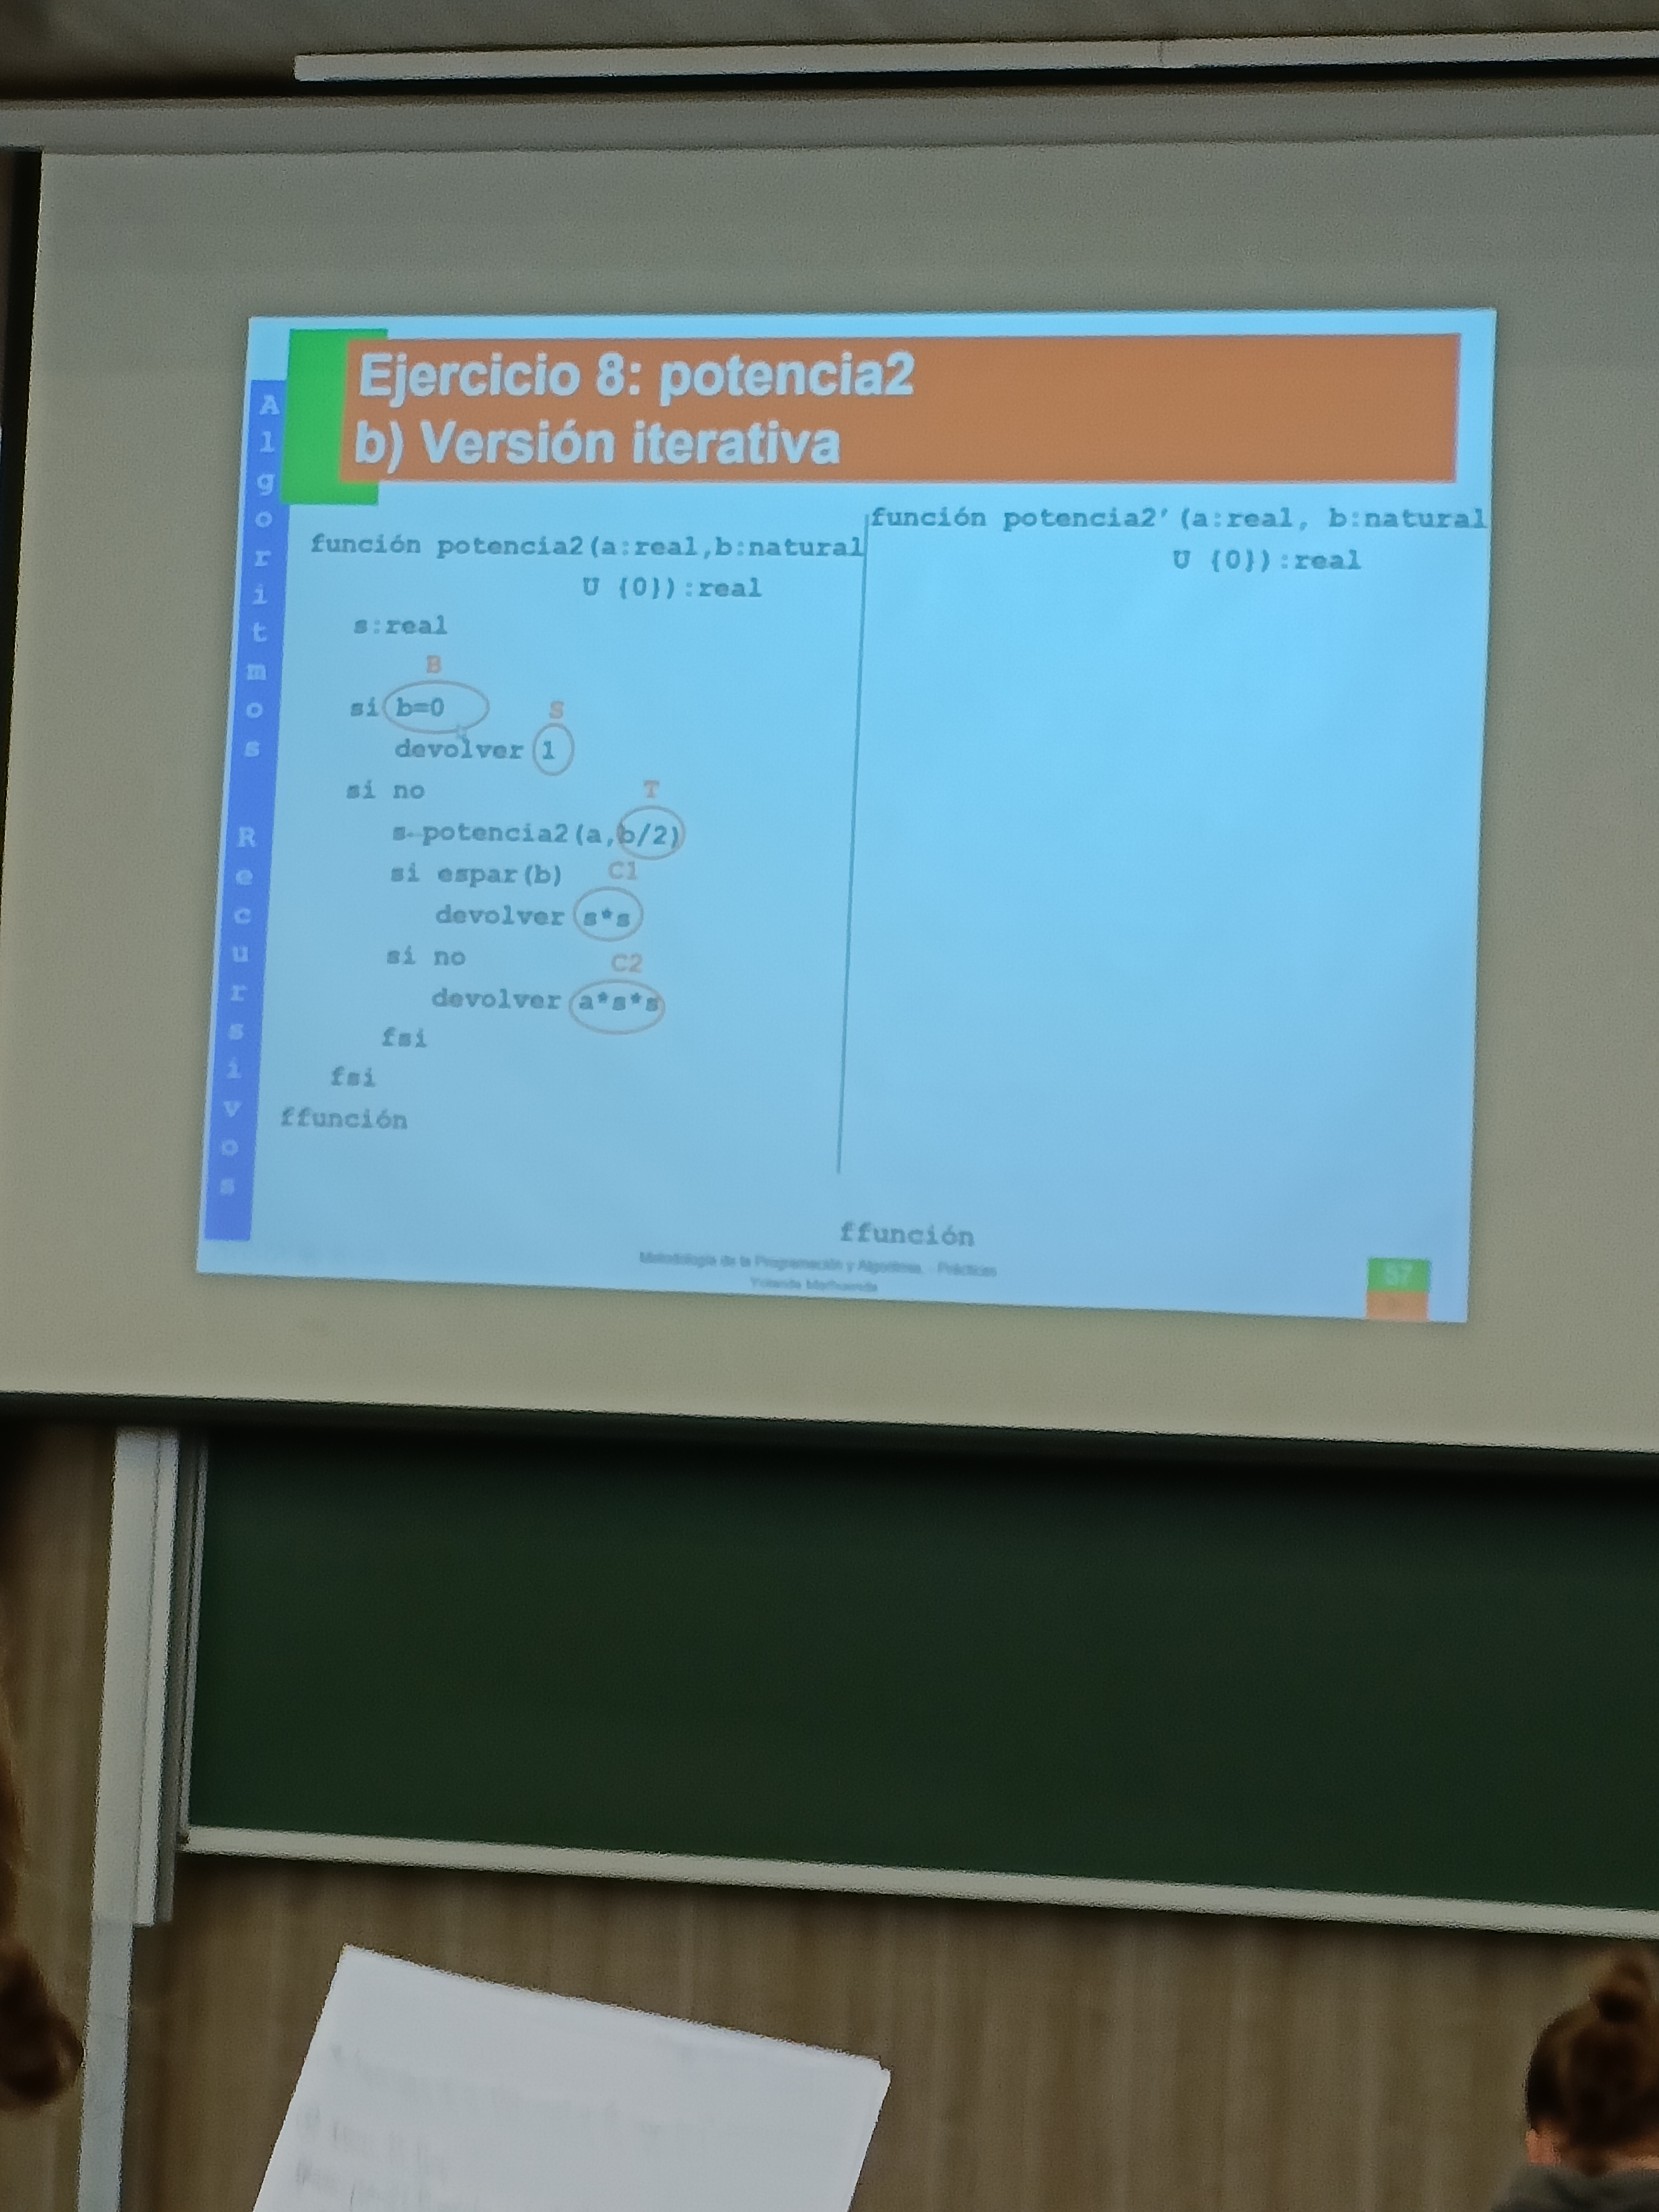 Ejercicio 8: potencia2
b) Versión iterativa
Algoritmos Recursivos
función potencia2(a:real,b:natural
U {0}):real
s:real
B
si b=0
S
devolver 1
si no
T
s←potencia2(a,b/2)
si espar(b)
C1
devolver s*s
si no
C2
devolver a*s*s
fsi
fsi
ffunción
función potencia2'(a:real, b:natural
U {0}):real
ffunción
Metodología de la Programación y Algoritmia. - Prácticas
Yolanda
57